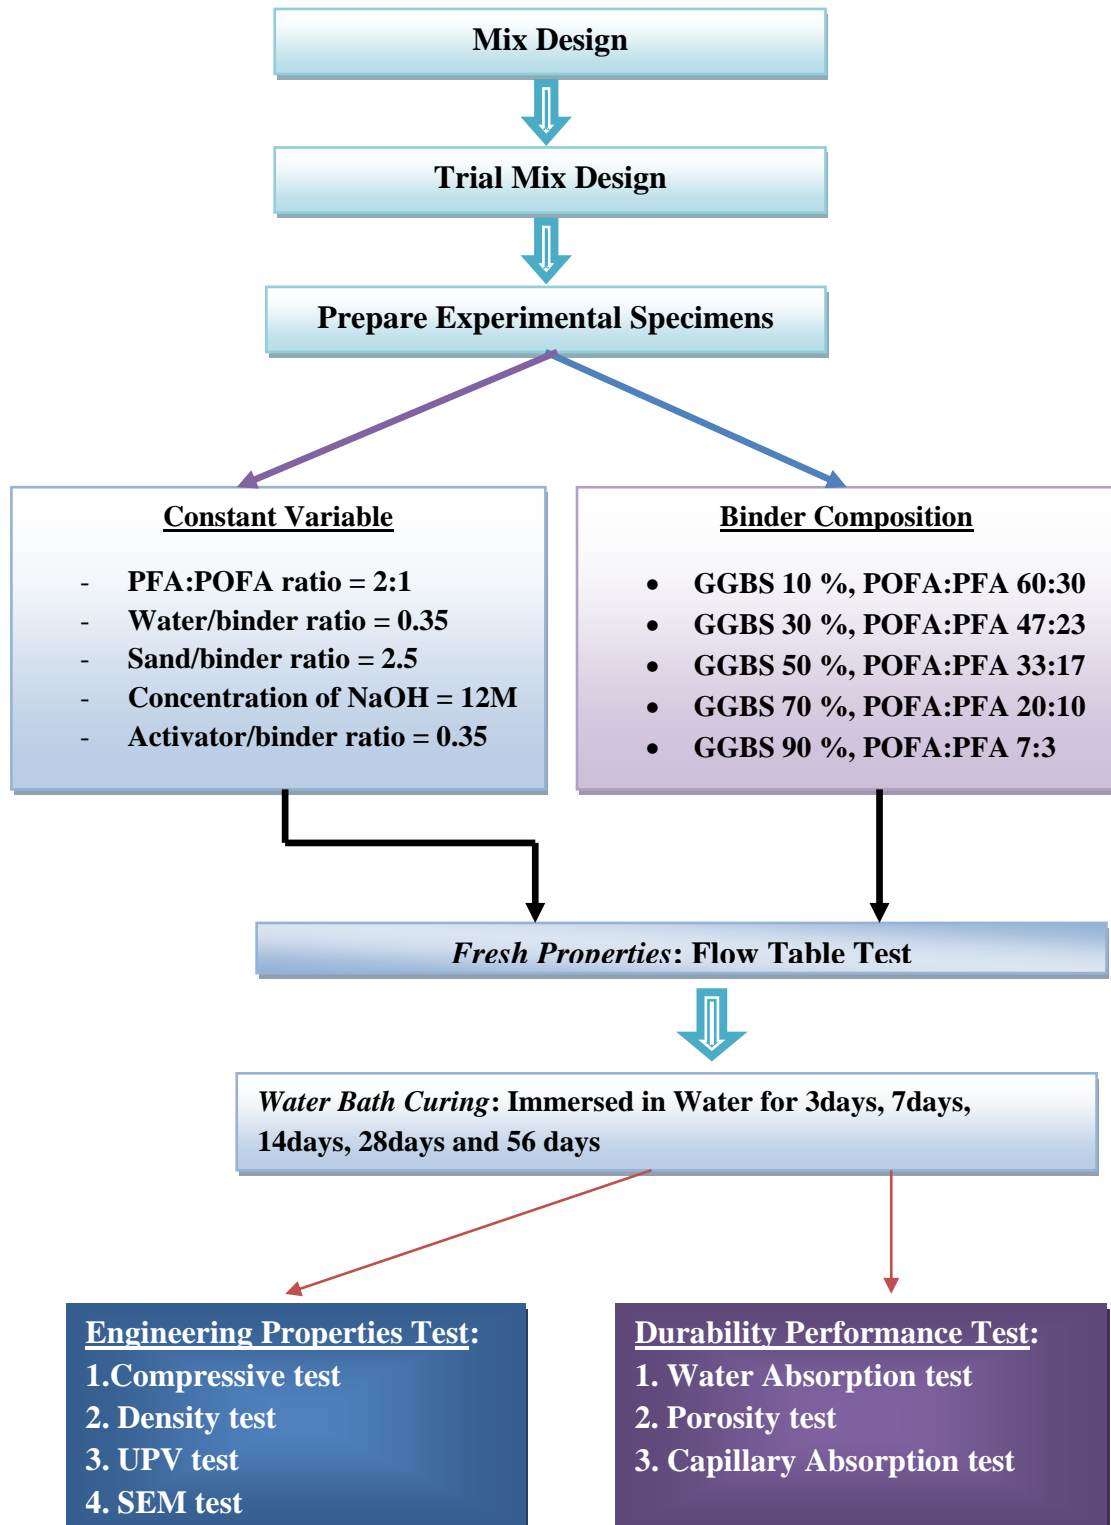 Mix Design
Trial Mix Design
Prepare Experimental Specimens
Constant Variable
- PFA:POFA ratio = 2:1
- Water/binder ratio = 0.35
- Sand/binder ratio = 2.5
- Concentration of NaOH = 12M
- Activator/binder ratio = 0.35
Binder Composition
• GGBS 10 %, POFA:PFA 60:30
• GGBS 30 %, POFA:PFA 47:23
• GGBS 50 %, POFA:PFA 33:17
• GGBS 70 %, POFA:PFA 20:10
• GGBS 90 %, POFA:PFA 7:3
Fresh Properties: Flow Table Test
Water Bath Curing: Immersed in Water for 3days, 7days,
14days, 28days and 56 days
Engineering Properties Test:
1.Compressive test
2. Density test
3. UPV test
4. SEM test
Durability Performance Test:
1. Water Absorption test
2. Porosity test
3. Capillary Absorption test